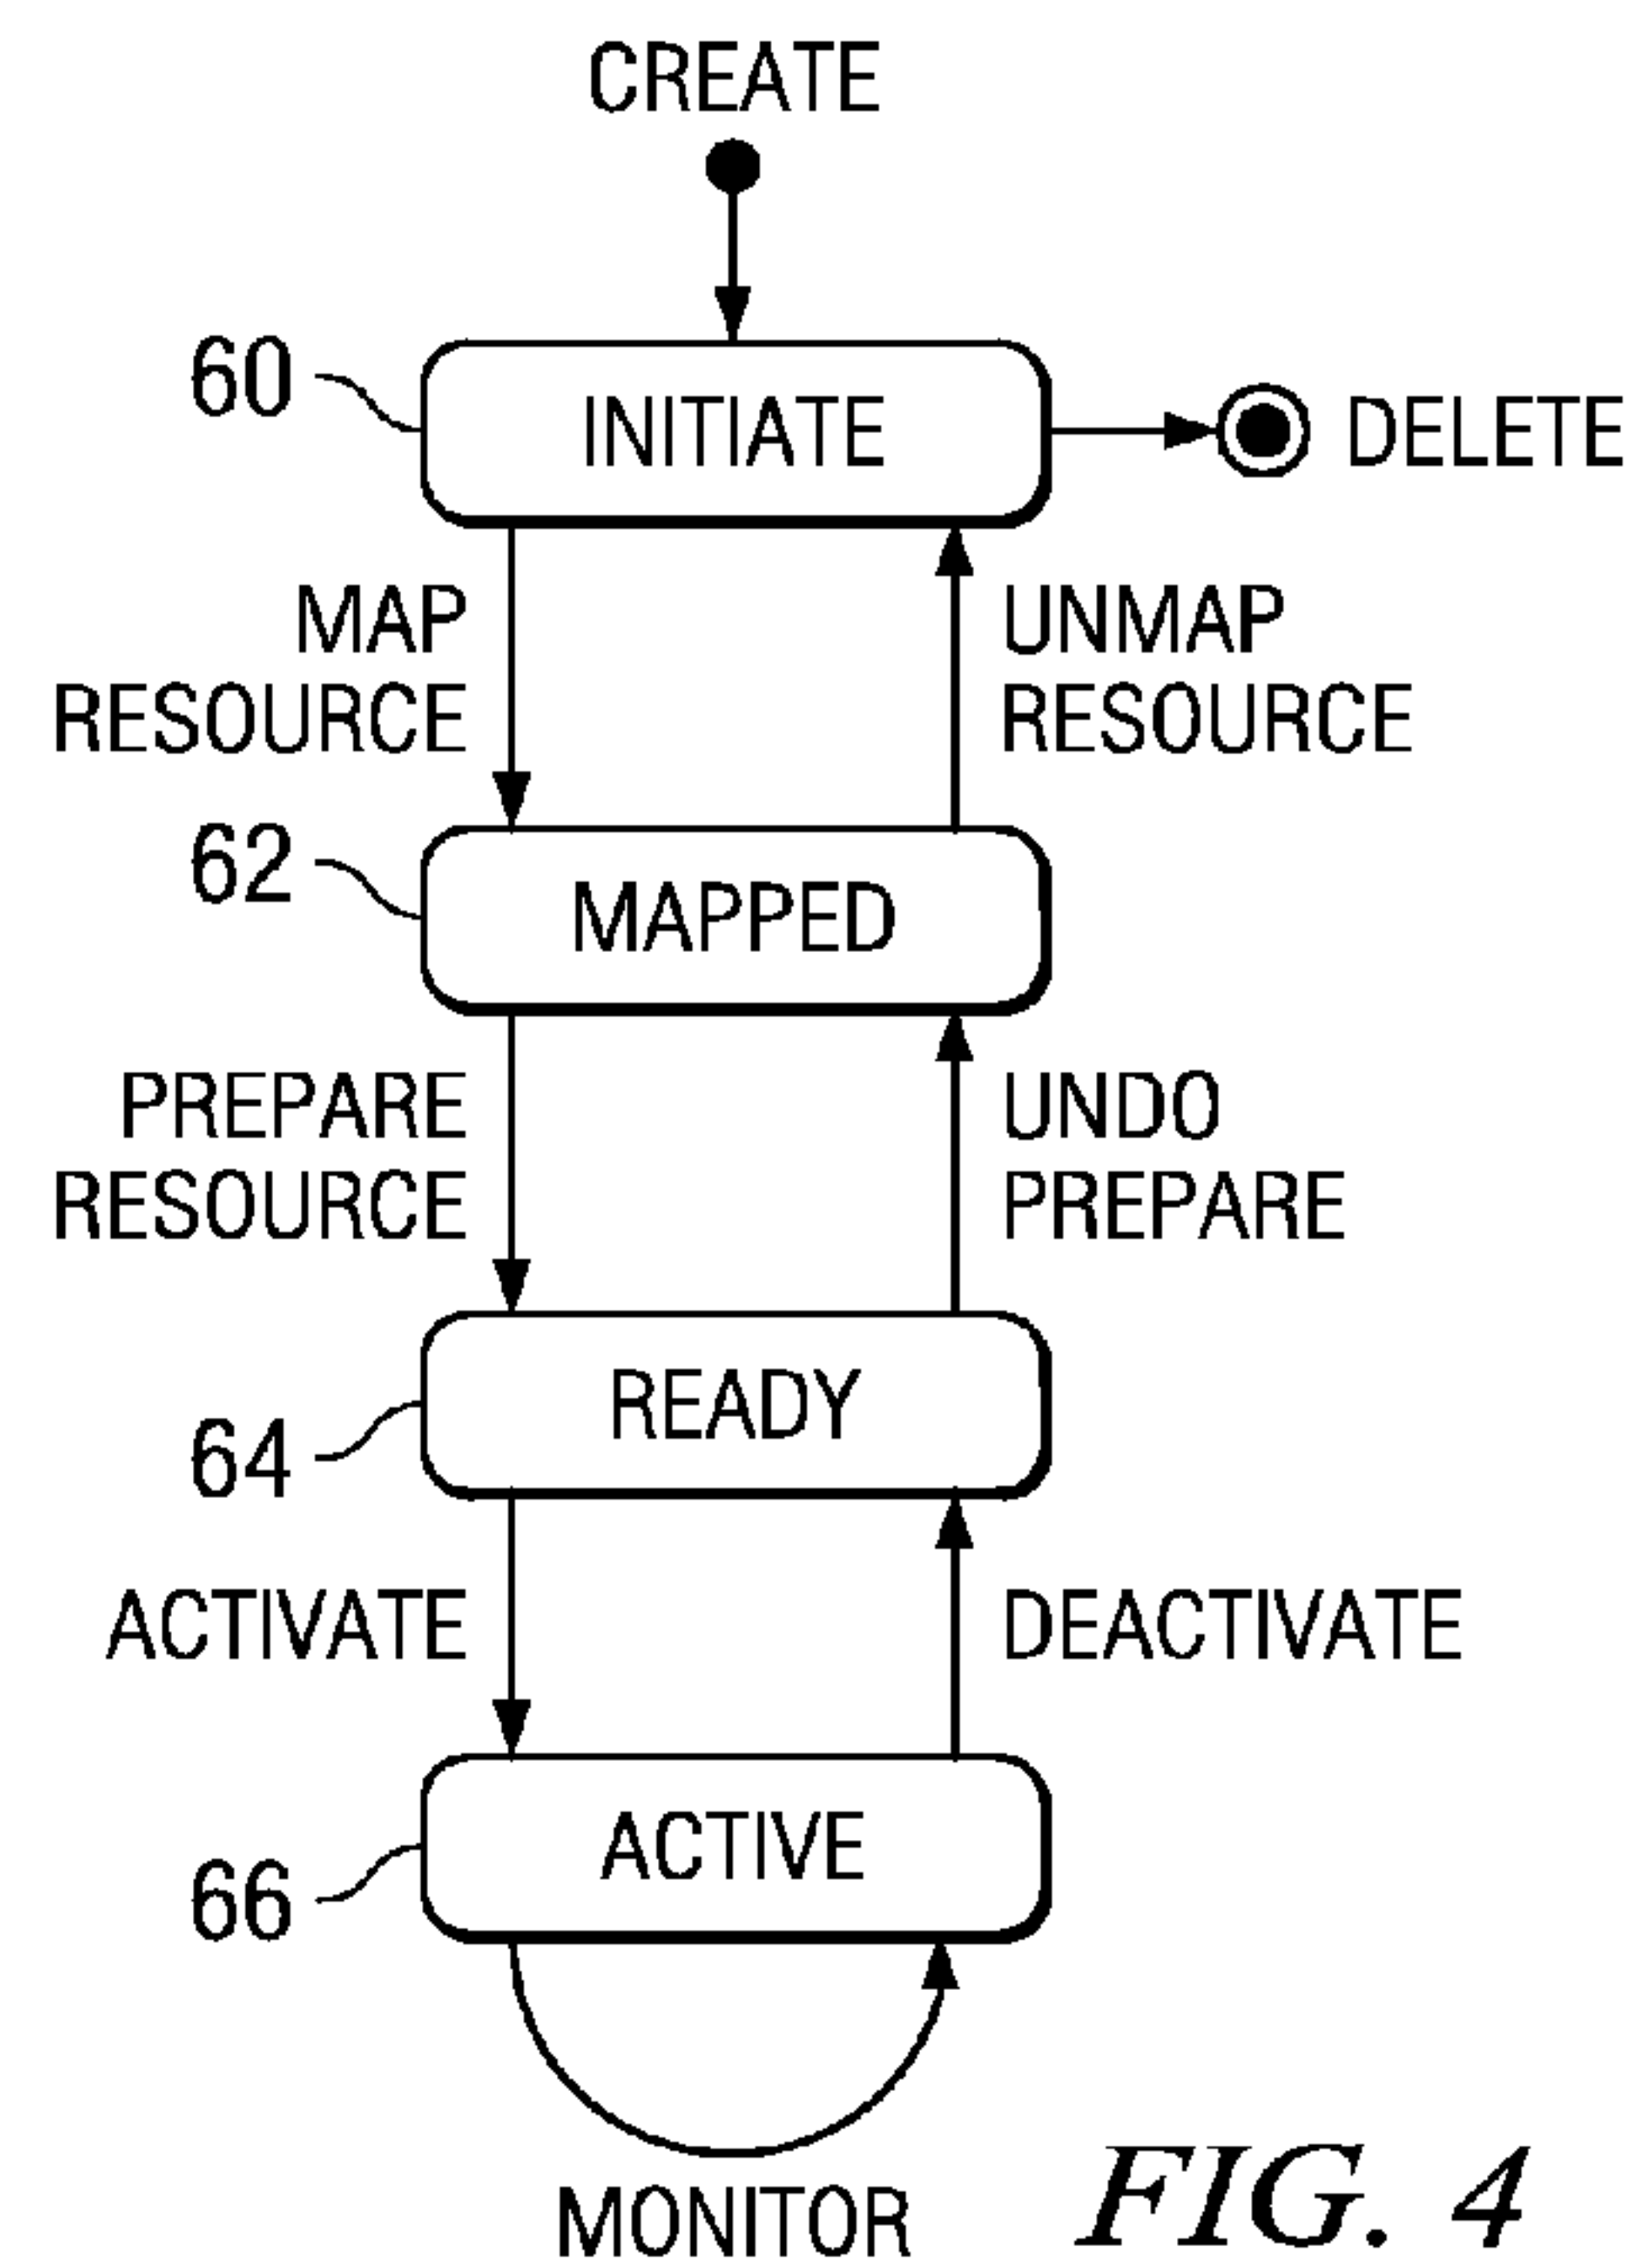 CREATE
60
INITIATE
DELETE
MAP
RESOURCE
UNMAP
RESOURCE
62
MAPPED
PREPARE
RESOURCE
UNDO
PREPARE
READY
64
ACTIVATE
DEACTIVATE
ACTIVE
66
MONITOR
FIG. 4